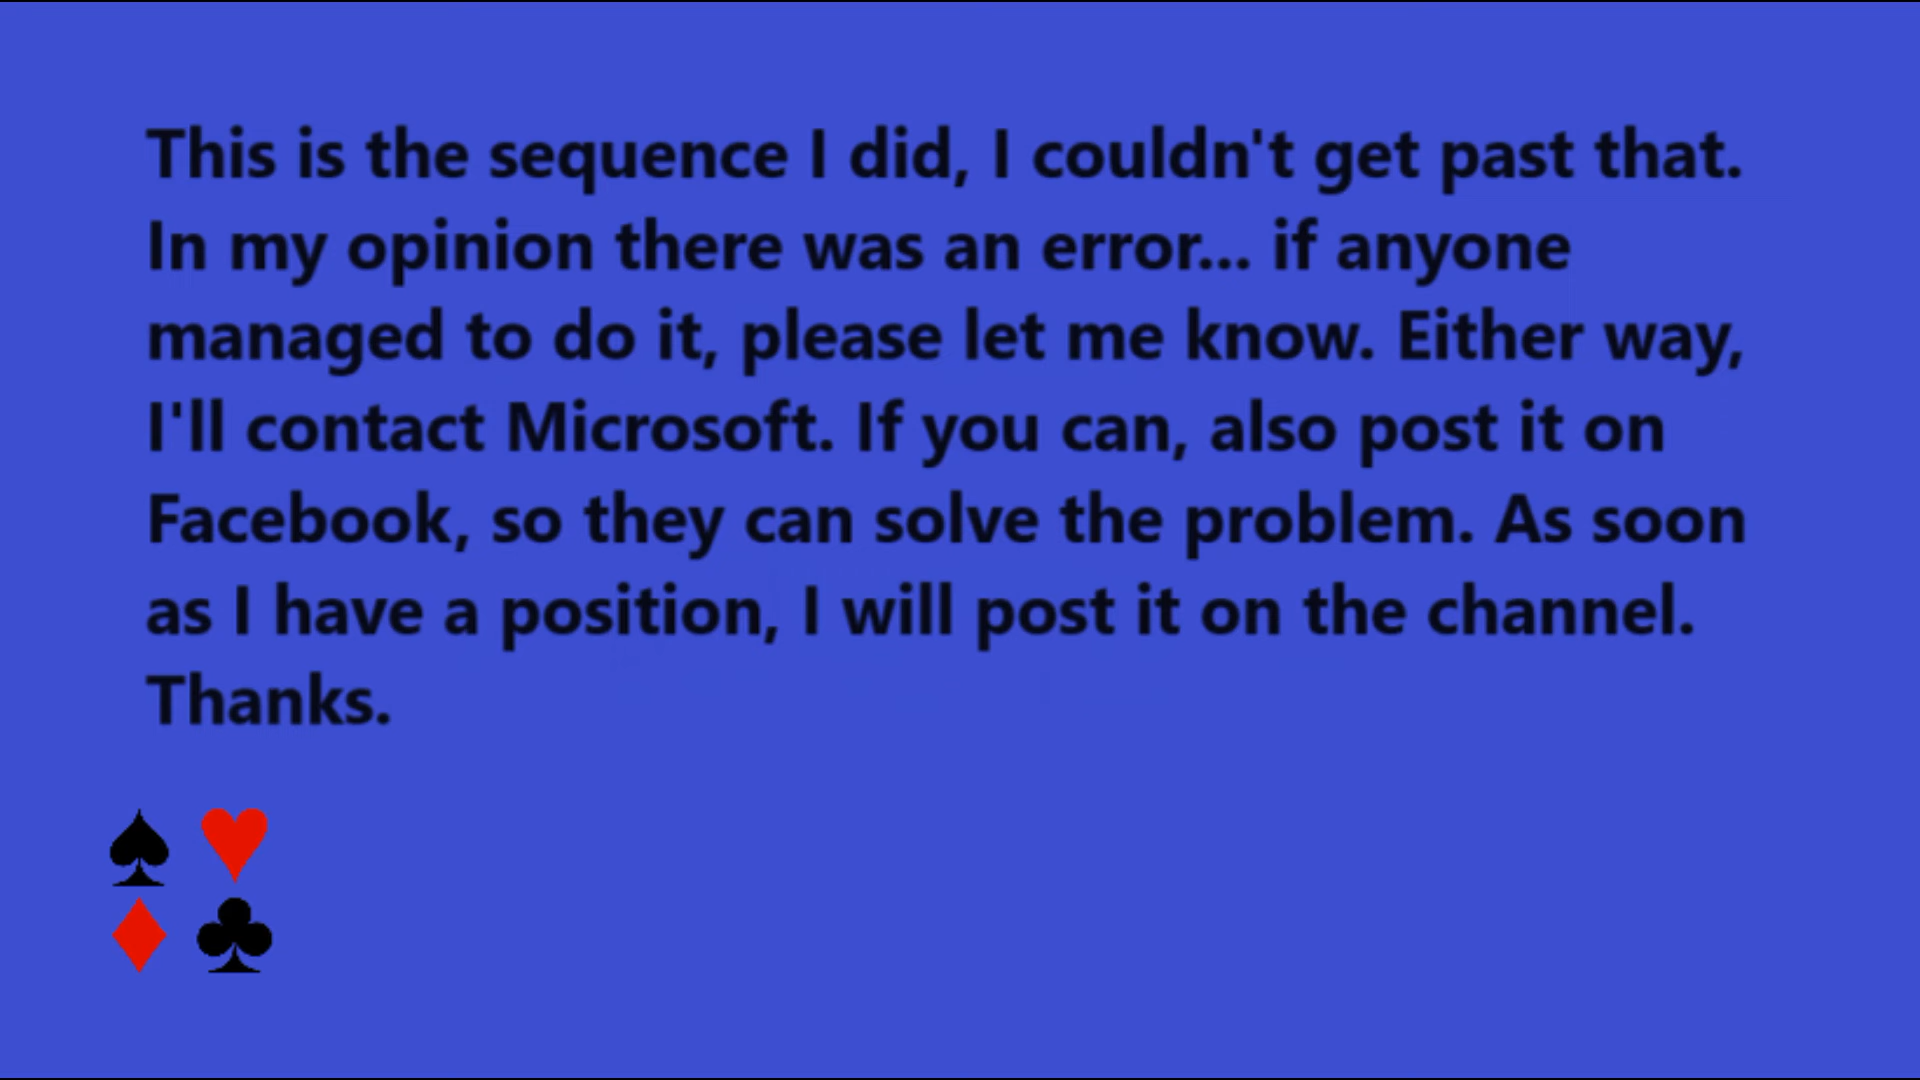 This is the sequence I did, I couldn't get past that.
In my opinion there was an error... if anyone
managed to do it, please let me know. Either way,
I'll contact Microsoft. If you can, also post it on
Facebook, so they can solve the problem. As soon
as I have a position, I will post it on the channel.
Thanks.